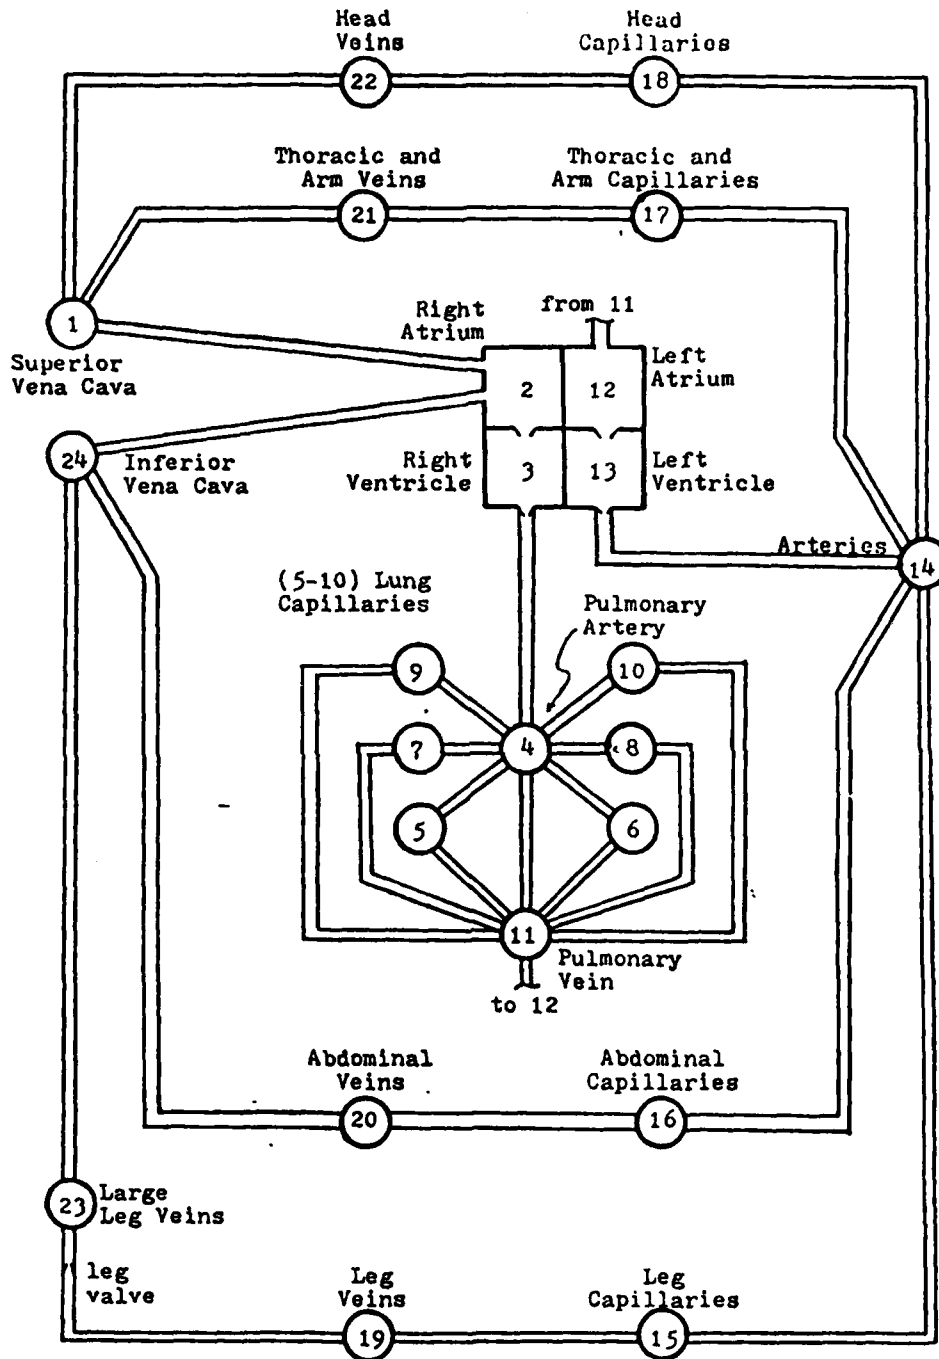 Head
Veins
22
Head
Capillaries
18
Thoracic and
Arm Veins
21
Thoracic and
Arm Capillaries
17
1
Superior
Vena Cava
Right
Atrium
from 11
2
12
Left
Atrium
24
Inferior
Vena Cava
Right
Ventricle
3
13
Left
Ventricle
Arteries
14
(5-10) Lung
Capillaries
Pulmonary
Artery
9
10
7
4
8
5
6
11
Pulmonary
Vein
to 12
Abdominal
Veins
20
Abdominal
Capillaries
16
23
Large
Leg Veins
leg
valve
Leg
Veins
19
Leg
Capillaries
15